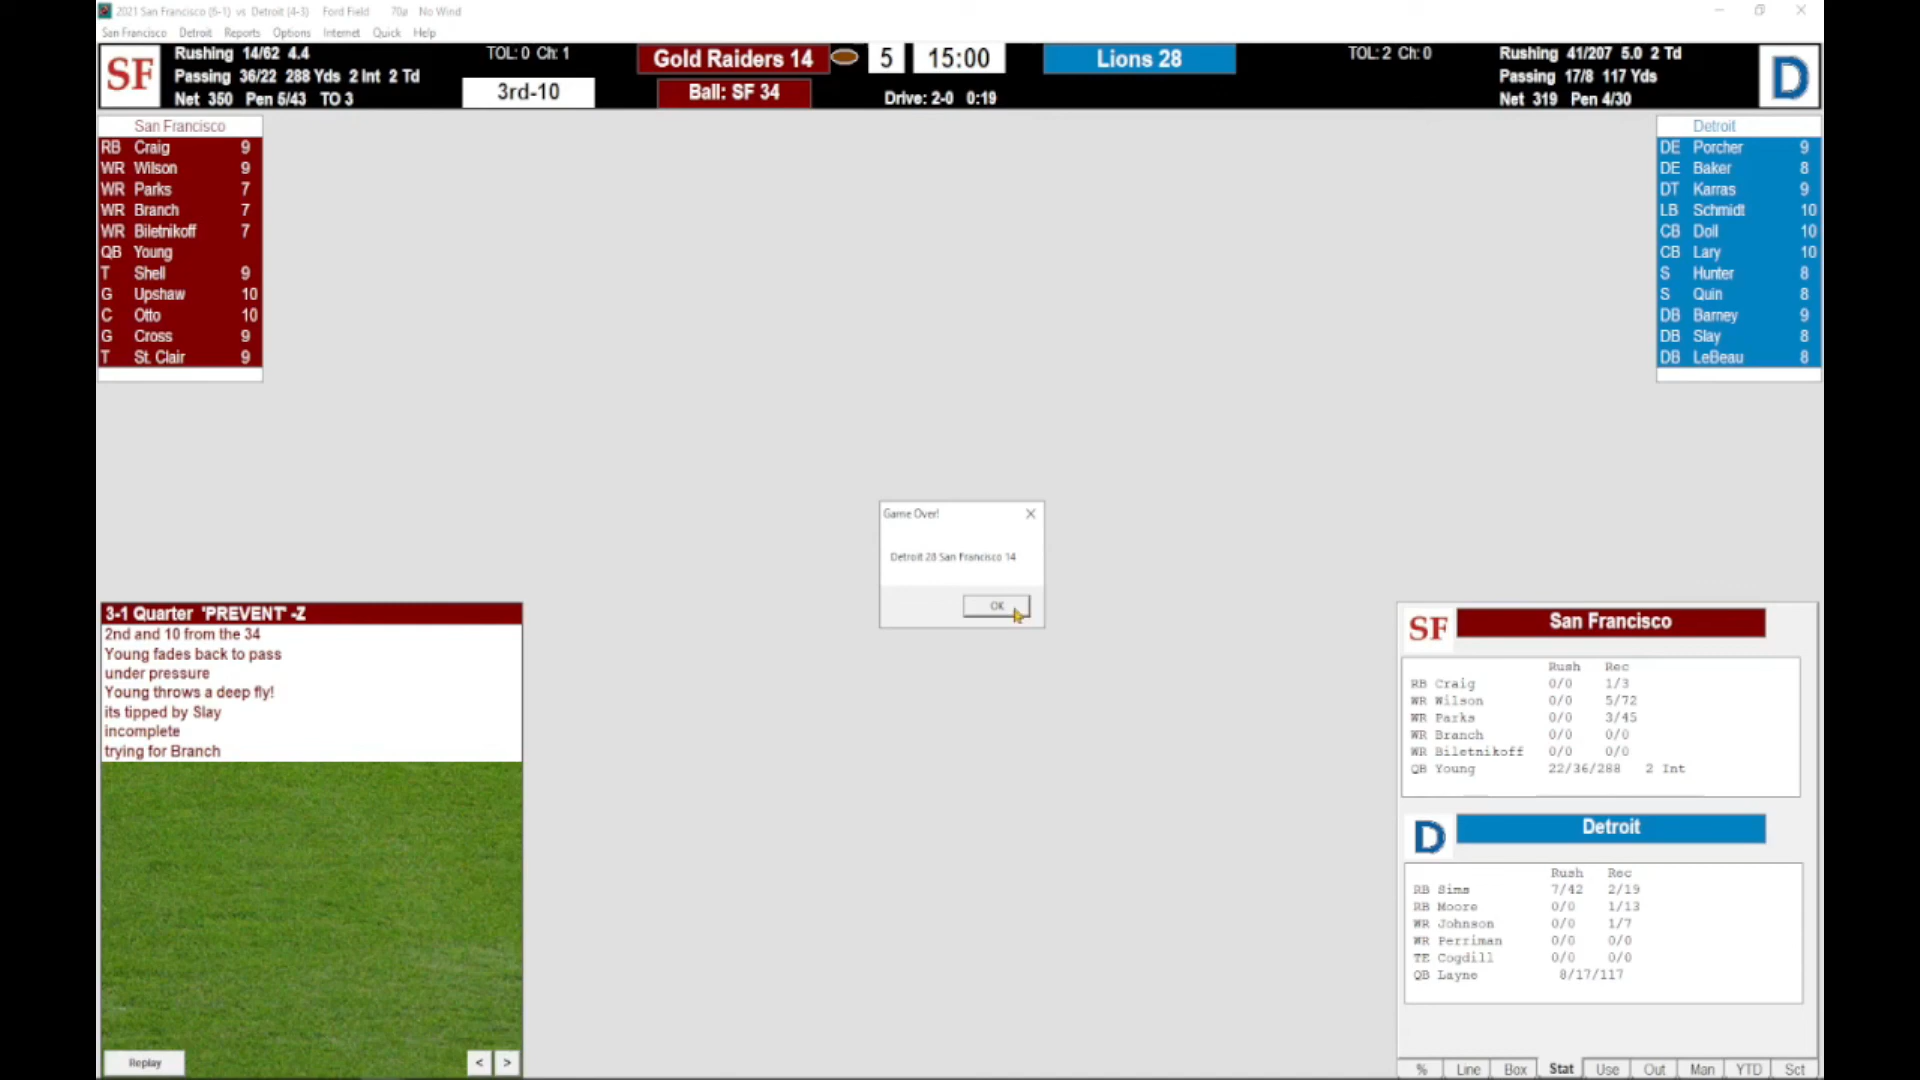 2021 San Francisco (6-1) vs Detroit (4-3) Ford Field 70ø No Wind
San Francisco Detroit Reports Options Internet Quick Help
SF
Rushing 14/62 4.4
Passing 36/22 288 Yds 2 Int 2 Td
Net 350 Pen 5/43 TO 3
TOL: 0 Ch: 1
3rd-10
Gold Raiders 14
Ball: SF 34
5
15:00
Drive: 2-0 0:19
Lions 28
TOL: 2 Ch: 0
Rushing 41/207 5.0 2 Td
Passing 17/8 117 Yds
Net 319 Pen 4/30
D
San Francisco
RB Craig 9
WR Wilson 9
WR Parks 7
WR Branch 7
WR Biletnikoff 7
QB Young
T Shell 9
G Upshaw 10
C Otto 10
G Cross 9
T St. Clair 9
Detroit
DE Porcher 9
DE Baker 8
DT Karras 9
LB Schmidt 10
CB Doll 10
CB Lary 10
S Hunter 8
S Quin 8
DB Barney 9
DB Slay 8
DB LeBeau 8
Game Over!
Detroit 28 San Francisco 14
OK
3-1 Quarter 'PREVENT' -Z
2nd and 10 from the 34
Young fades back to pass
under pressure
Young throws a deep fly!
its tipped by Slay
incomplete
trying for Branch
Replay
< >
SF
San Francisco
Rush Rec
RB Craig 0/0 1/3
WR Wilson 0/0 5/72
WR Parks 0/0 3/45
WR Branch 0/0 0/0
WR Biletnikoff 0/0 0/0
QB Young 22/36/288 2 Int
D
Detroit
Rush Rec
RB Sims 7/42 2/19
RB Moore 0/0 1/13
WR Johnson 0/0 1/7
WR Perriman 0/0 0/0
TE Cogdill 0/0 0/0
QB Layne 8/17/117
% Line Box Stat Use Out Man YTD Sct